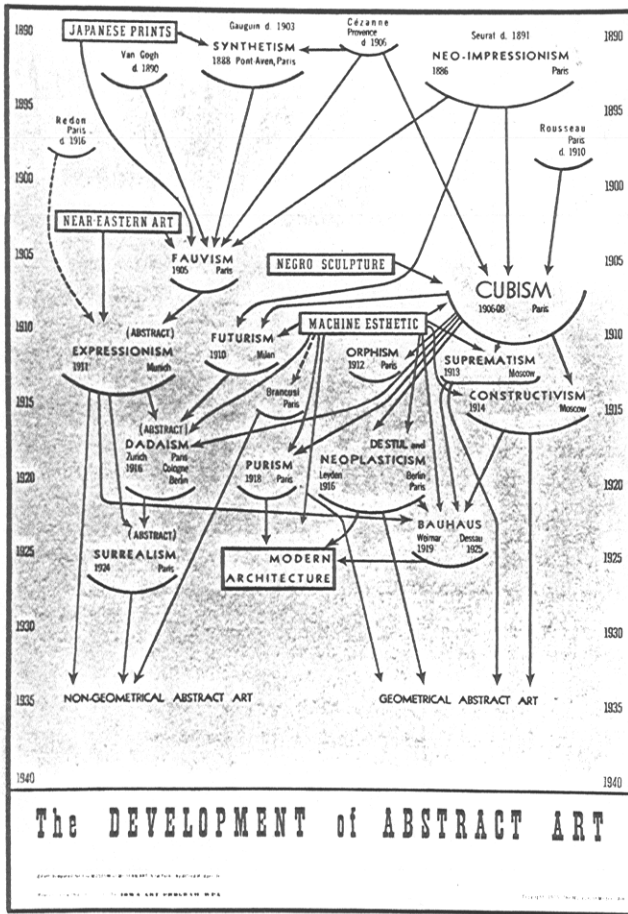 1890
1890
JAPANESE PRINTS
Gauguin d. 1903
SYNTHETISM
1888 Pont-Aven, Paris
Cézanne
Provence
d. 1906
Seurat d. 1891
NEO-IMPRESSIONISM
1886 Paris
Van Gogh
d. 1890
1895
1895
Redon
Paris
d. 1916
Rousseau
Paris
d. 1910
1900
1900
NEAR-EASTERN ART
1905
1905
FAUVISM
1905 Paris
NEGRO SCULPTURE
CUBISM
1906-08 Paris
1910
1910
(ABSTRACT)
EXPRESSIONISM
1911 Munich
FUTURISM
1910 Milan
MACHINE ESTHETIC
ORPHISM
1912 Paris
SUPREMATISM
1913 Moscow
CONSTRUCTIVISM
1914 Moscow
Brancusi
Paris
1915
1915
(ABSTRACT)
DADAISM
Zurich Paris
1916 Cologne
Berlin
PURISM
1918 Paris
DE STIJL and
NEOPLASTICISM
Leyden Berlin
1916 Paris
1920
1920
BAUHAUS
Weimar Dessau
1919 1925
1925
1925
(ABSTRACT)
SURREALISM
1924 Paris
MODERN
ARCHITECTURE
1930
1930
1935
1935
NON-GEOMETRICAL ABSTRACT ART
GEOMETRICAL ABSTRACT ART
1940
1940
The DEVELOPMENT of ABSTRACT ART
IOWA ART PROGRAM WPA